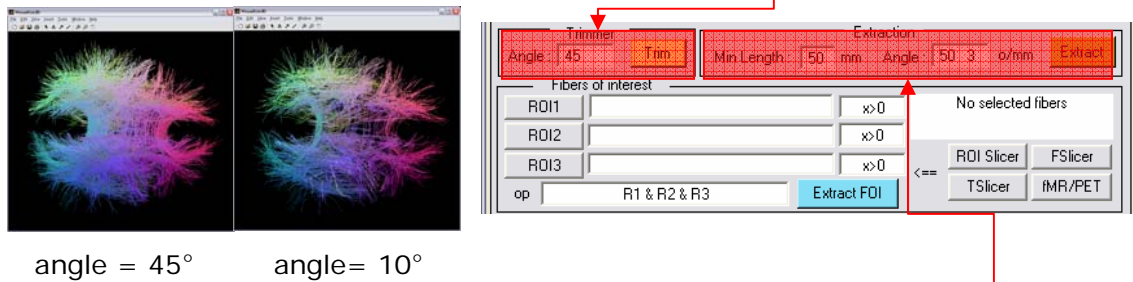 angle = 45°
angle= 10°
Trimmer
Angle : 45 Trim
Extraction
Min Length : 50 mm Angle : 50 3 o/mm Extract
Fibers of interest
ROI1 x>0
ROI2 x>0
ROI3 x>0
op R1 & R2 & R3 Extract FOI
No selected fibers
<==
ROI Slicer FSlicer
TSlicer fMR/PET